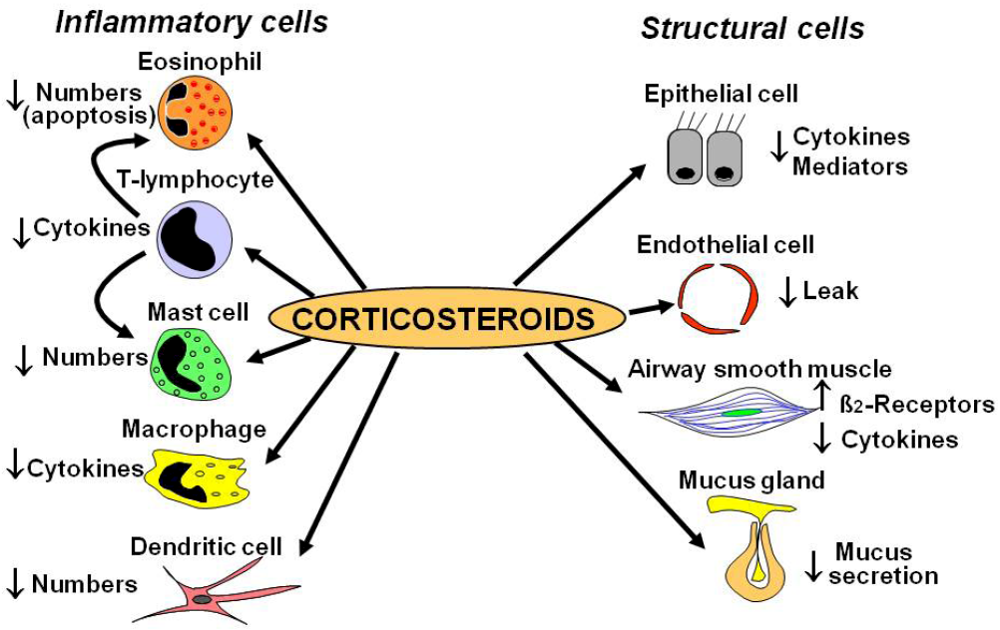 Inflammatory cells
Eosinophil
↓ Numbers
(apoptosis)
T-lymphocyte
↓ Cytokines
Mast cell
↓ Numbers
Macrophage
↓ Cytokines
Dendritic cell
↓ Numbers
CORTICOSTEROIDS
Structural cells
Epithelial cell
↓ Cytokines
Mediators
Endothelial cell
↓ Leak
Airway smooth muscle
↑ ß2-Receptors
↓ Cytokines
Mucus gland
↓ Mucus
secretion